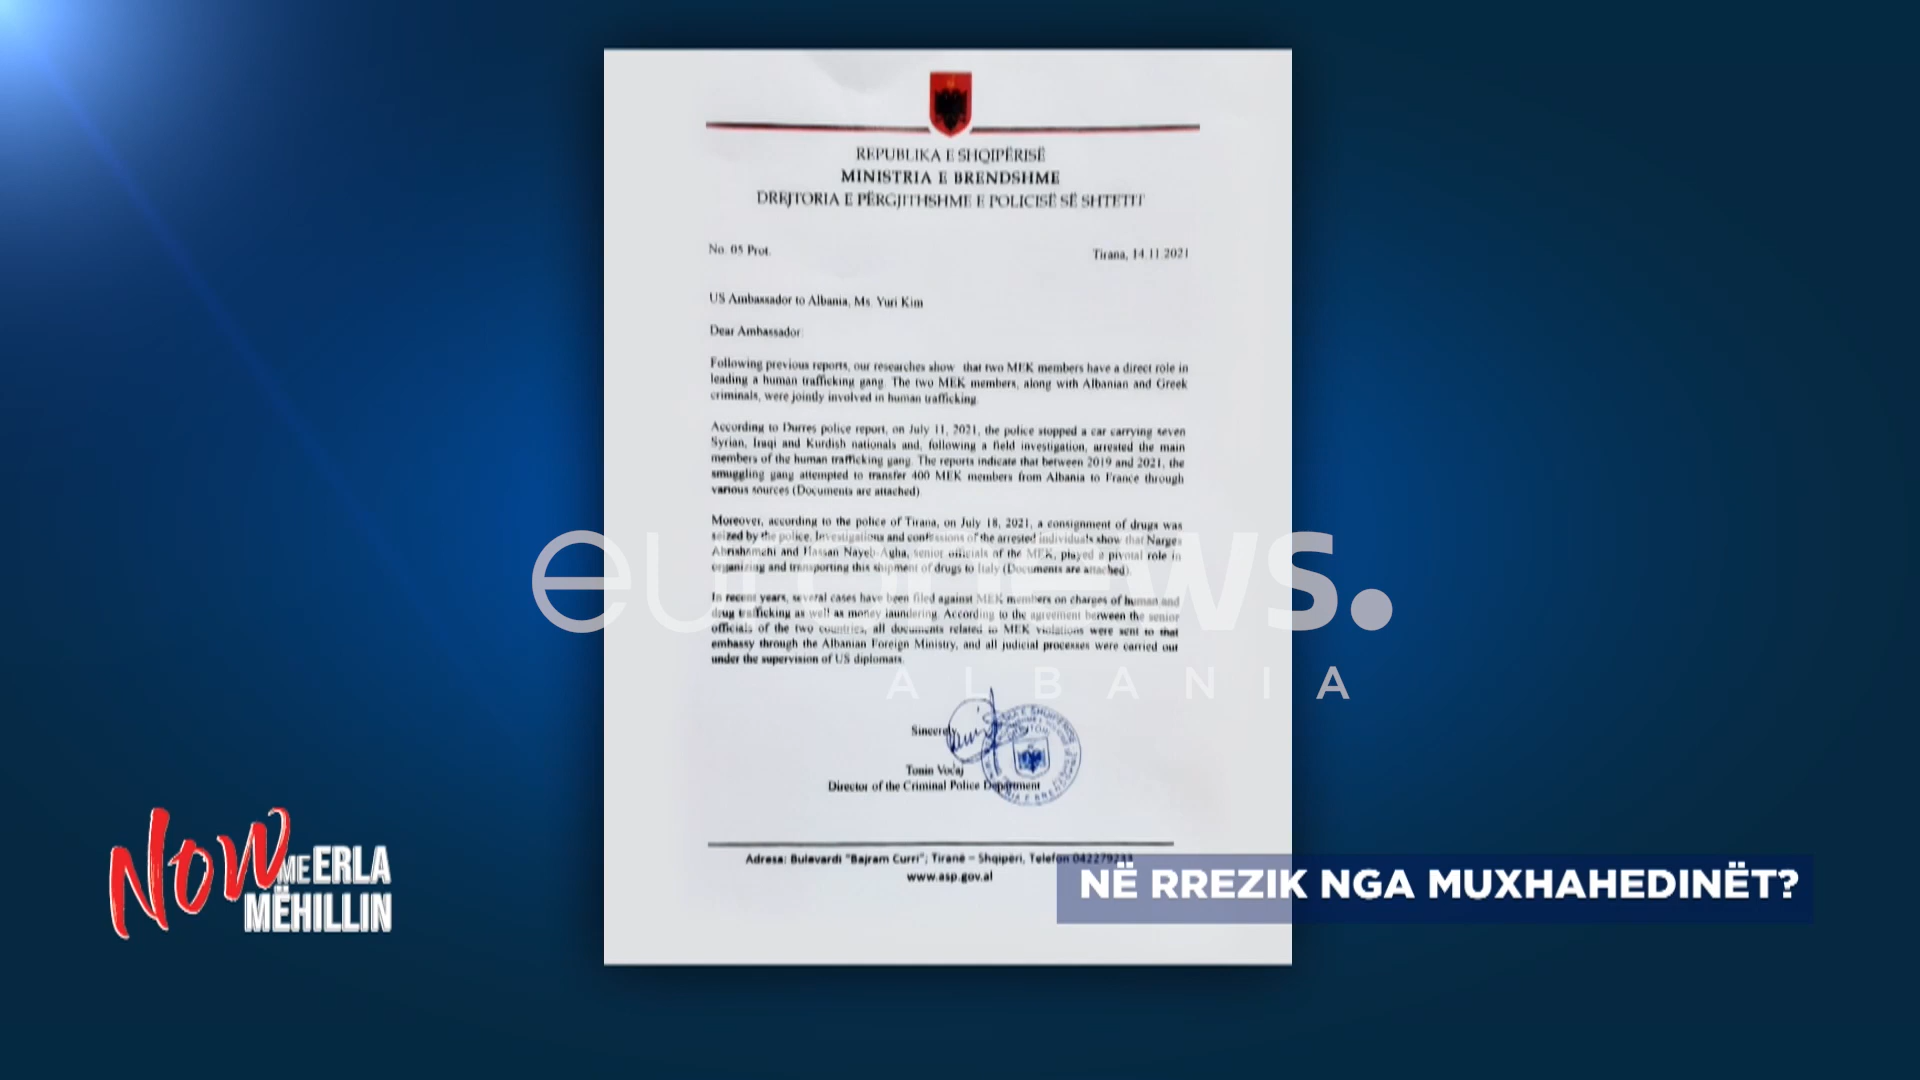 REPUBLIKA E SHQIPËRISË
MINISTRIA E BRENDSHME
DREJTORIA E PËRGJITHSHME E POLICISË SË SHTETIT
No. 05 Prot.
Tirana, 14.11.2021
US Ambassador to Albania, Ms. Yuri Kim
Dear Ambassador:
Following previous reports, our researches show that two MEK members have a direct role in
leading a human trafficking gang. The two MEK members, along with Albanian and Greek
criminals, were jointly involved in human trafficking.
According to Durres police report, on July 11, 2021, the police stopped a car carrying seven
Syrian, Iraqi and Kurdish nationals and, following a field investigation, arrested the main
members of the human trafficking gang. The reports indicate that between 2019 and 2021, the
smuggling gang attempted to transfer 400 MEK members from Albania to France through
various sources (Documents are attached).
Moreover, according to the police of Tirana, on July 18, 2021, a consignment of drugs was
seized by the police. Investigations and confessions of the arrested individuals show that Narges
Abrishamchi and Hassan Nayeb-Agha, senior officials of the MEK, played a pivotal role in
organizing and transporting this shipment of drugs to Italy (Documents are attached).
In recent years, several cases have been filed against MEK members on charges of human and
drug trafficking as well as money laundering. According to the agreement between the senior
officials of the two countries, all documents related to MEK violations were sent to that
embassy through the Albanian Foreign Ministry, and all judicial processes were carried out
under the supervision of US diplomats.
euronews.
ALBANIA
Sincerely
Tonin Vocaj
Director of the Criminal Police Department
Adresa: Bulevardi "Bajram Curri"; Tiranë – Shqipëri, Telefon 042279233
www.asp.gov.al
NOW ME ERLA
MËHILLIN
NË RREZIK NGA MUXHAHEDINËT?